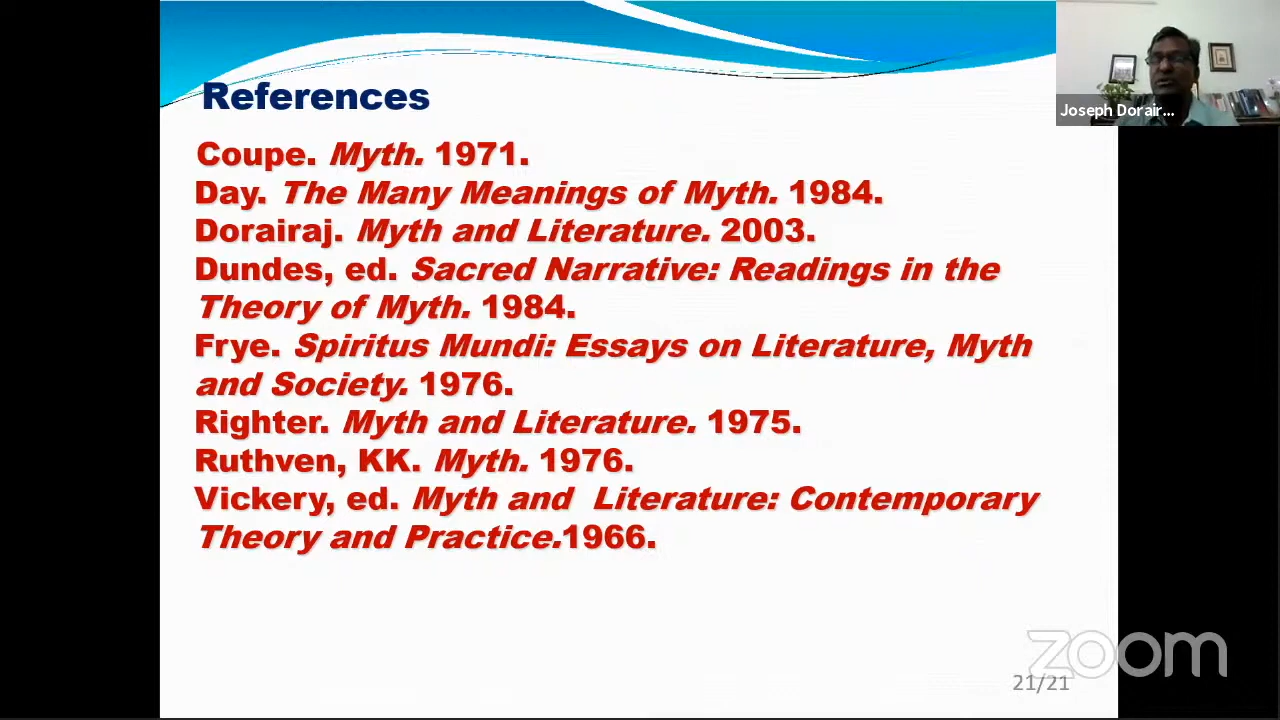 References
Joseph Dorair...
Coupe. Myth. 1971.
Day. The Many Meanings of Myth. 1984.
Dorairaj. Myth and Literature. 2003.
Dundes, ed. Sacred Narrative: Readings in the
Theory of Myth. 1984.
Frye. Spiritus Mundi: Essays on Literature, Myth
and Society. 1976.
Righter. Myth and Literature. 1975.
Ruthven, KK. Myth. 1976.
Vickery, ed. Myth and Literature: Contemporary
Theory and Practice.1966.
zoom
21/21